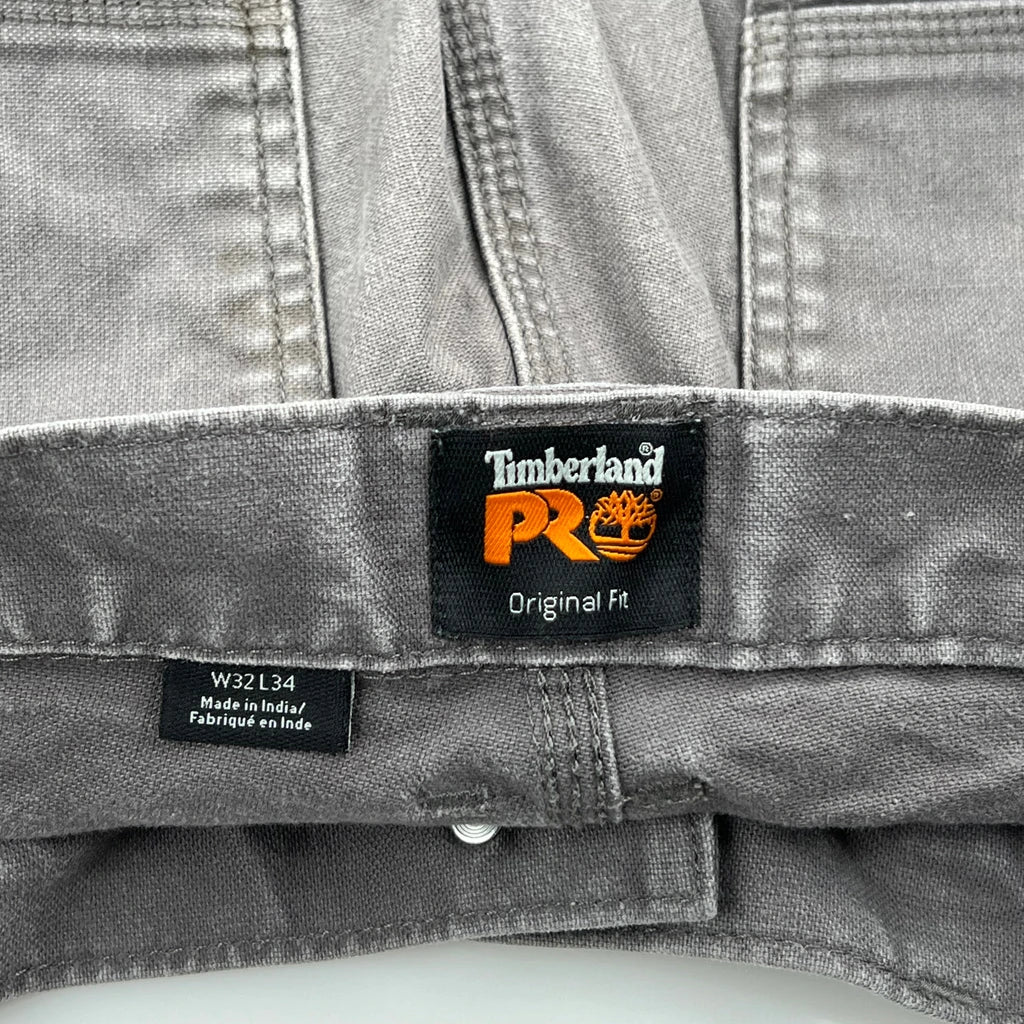 Timberland®
PRO®
Original Fit
W32 L34
Made in India/
Fabriqué en Inde